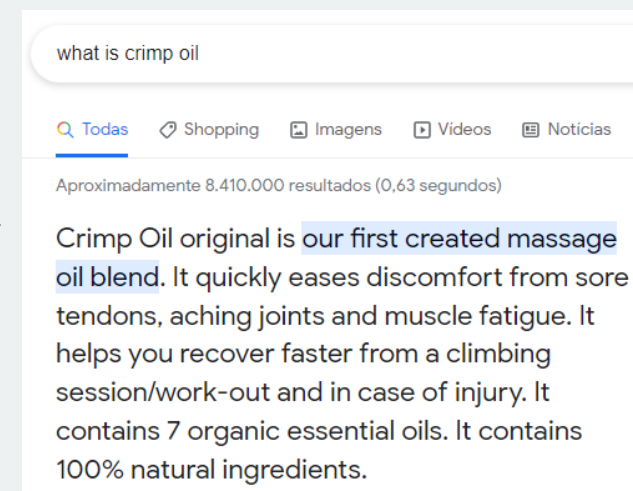 what is crimp oil
Todas Shopping Imagens Vídeos Notícias
Aproximadamente 8.410.000 resultados (0,63 segundos)
Crimp Oil original is our first created massage
oil blend. It quickly eases discomfort from sore
tendons, aching joints and muscle fatigue. It
helps you recover faster from a climbing
session/work-out and in case of injury. It
contains 7 organic essential oils. It contains
100% natural ingredients.